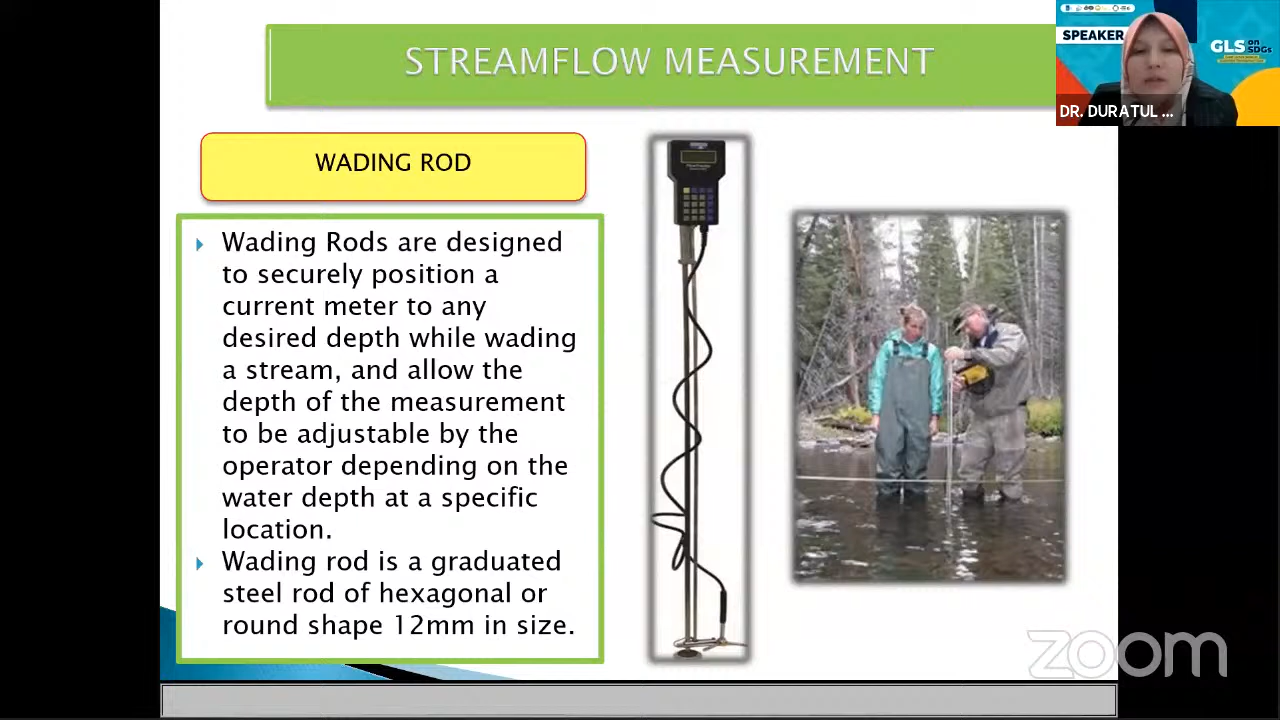 STREAMFLOW MEASUREMENT
SPEAKER
GLS on SDGs
DR. DURATUL ...
WADING ROD
Wading Rods are designed
to securely position a
current meter to any
desired depth while wading
a stream, and allow the
depth of the measurement
to be adjustable by the
operator depending on the
water depth at a specific
location.
Wading rod is a graduated
steel rod of hexagonal or
round shape 12mm in size.
zoom